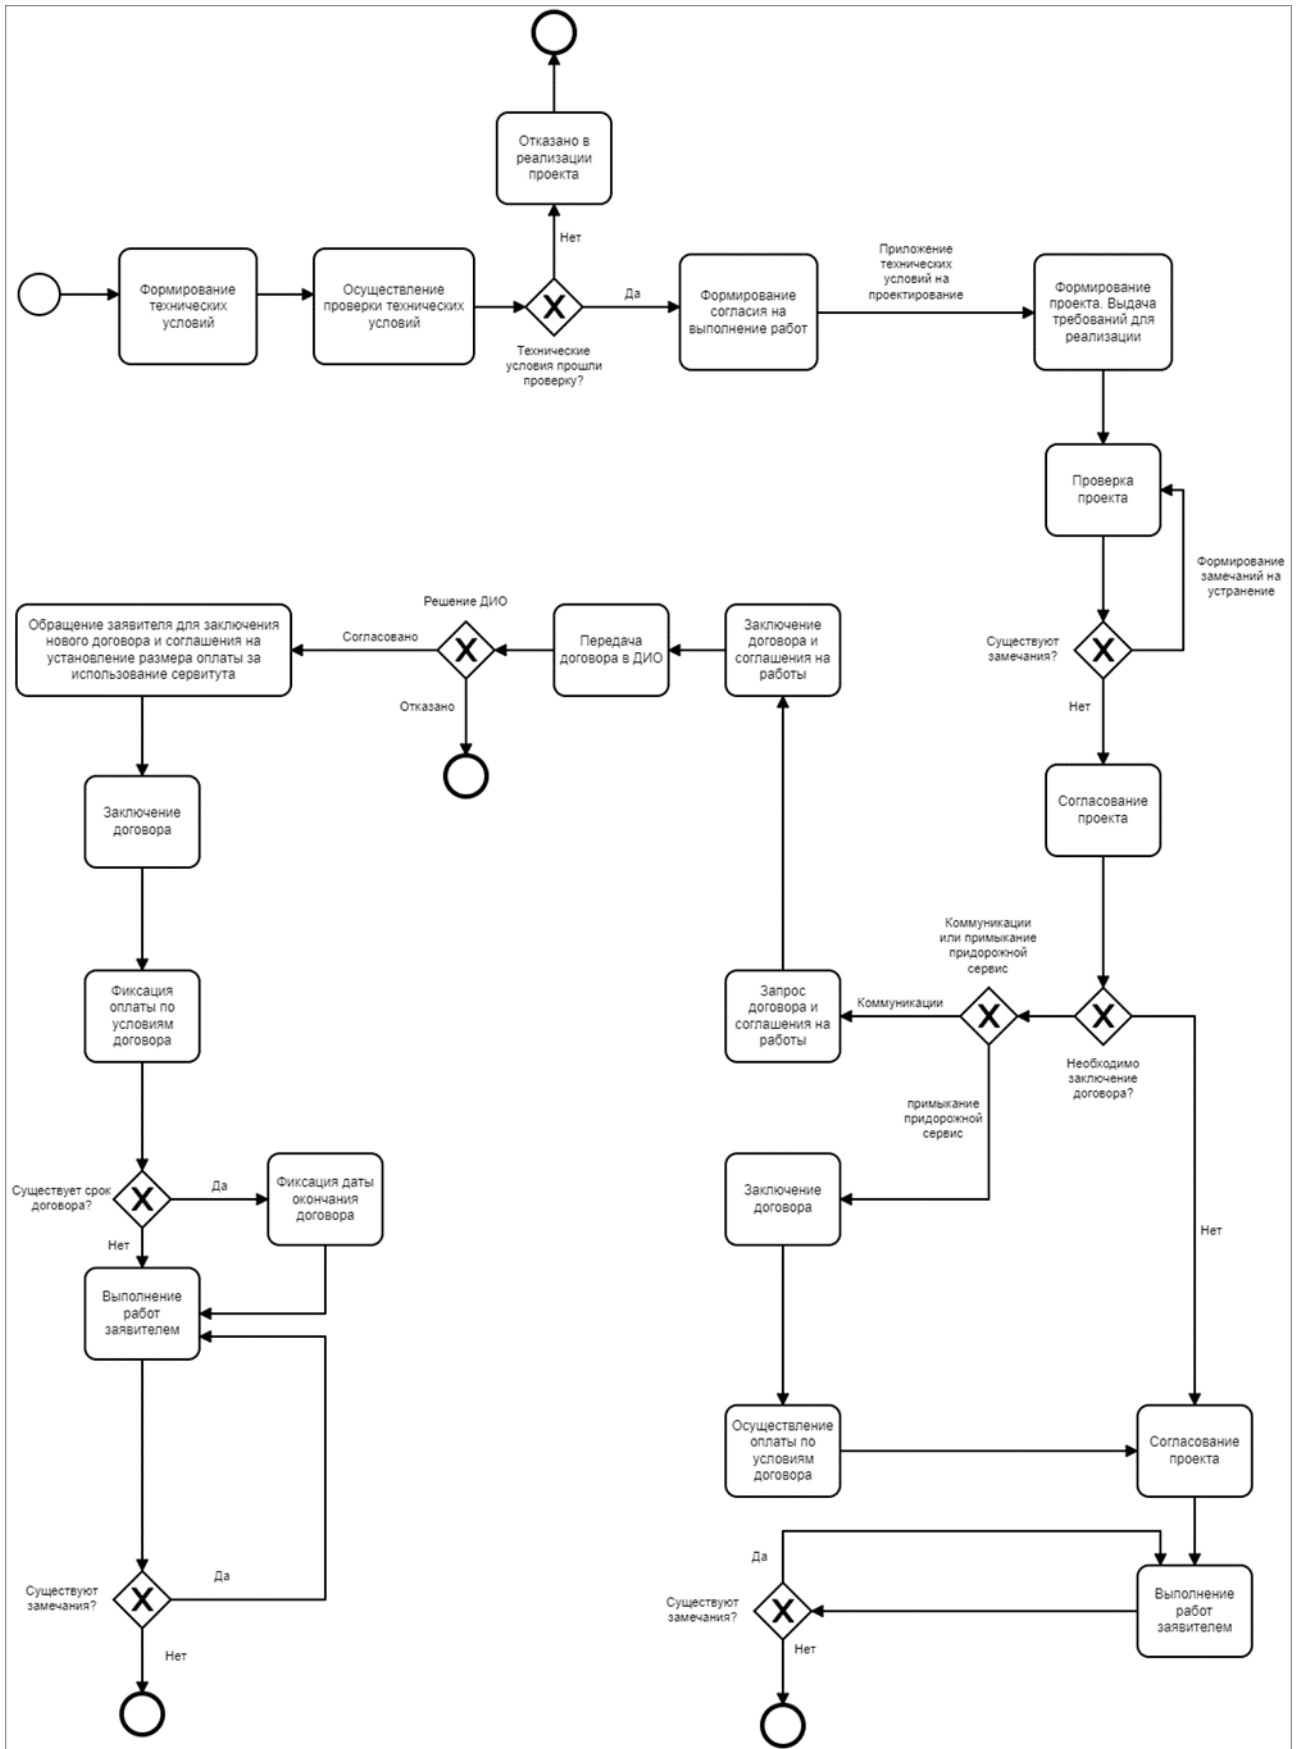 Отказано в
реализации
проекта
Нет
Формирование
технических
условий
Осуществление
проверки технических
условий
Технические
условия прошли
проверку?
Да
Формирование
согласия на
выполнение работ
Приложение
технических
условий на
проектирование
Формирование
проекта. Выдача
требований для
реализации
Проверка
проекта
Формирование
замечаний на
устранение
Существуют
замечания?
Нет
Согласование
проекта
Обращение заявителя для заключения
нового договора и соглашения на
установление размера оплаты за
использование сервитута
Согласовано
Решение ДИО
Отказано
Передача
договора в ДИО
Заключение
договора и
соглашения на
работы
Заключение
договора
Фиксация
оплаты по
условиям
договора
Запрос
договора и
соглашения на
работы
Коммуникации
Коммуникации
или примыкание
придорожной
сервис
Необходимо
заключение
договора?
примыкание
придорожной
сервис
Заключение
договора
Нет
Существует срок
договора?
Да
Фиксация даты
окончания
договора
Нет
Выполнение
работ
заявителем
Осуществление
оплаты по
условиям
договора
Согласование
проекта
Существуют
замечания?
Да
Нет
Да
Существуют
замечания?
Нет
Выполнение
работ
заявителем